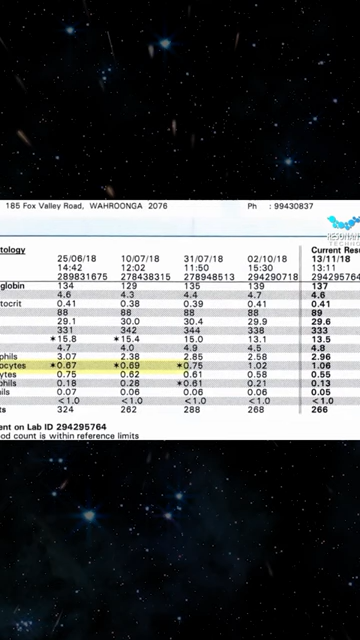 185 Fox Valley Road, WAHROONGA 2076 Ph : 99430837
RESONANT
TECHNO
tology Current Resu
25/06/18 10/07/18 31/07/18 02/10/18 13/11/18
14:42 12:02 11:50 15:30 13:11
289831675 278438315 278948513 294290718 294295764
globin 134 129 135 139 137
4.6 4.3 4.4 4.7 4.6
tocrit 0.41 0.38 0.39 0.41 0.41
88 88 88 88 89
29.1 30.0 30.4 29.9 29.6
331 342 344 338 333
*15.8 *15.4 15.0 13.1 13.5
4.7 4.0 4.9 4.5 4.8
phils 3.07 2.38 2.85 2.58 2.96
ocytes *0.67 *0.69 *0.75 1.02 1.06
ytes 0.75 0.62 0.61 0.58 0.55
phils 0.18 0.28 *0.61 0.21 0.13
hils 0.07 0.06 0.06 0.06 0.05
<1.0 <1.0 <1.0 <1.0 <1.0
ts 324 262 288 268 266
ent on Lab ID 294295764
od count is within reference limits